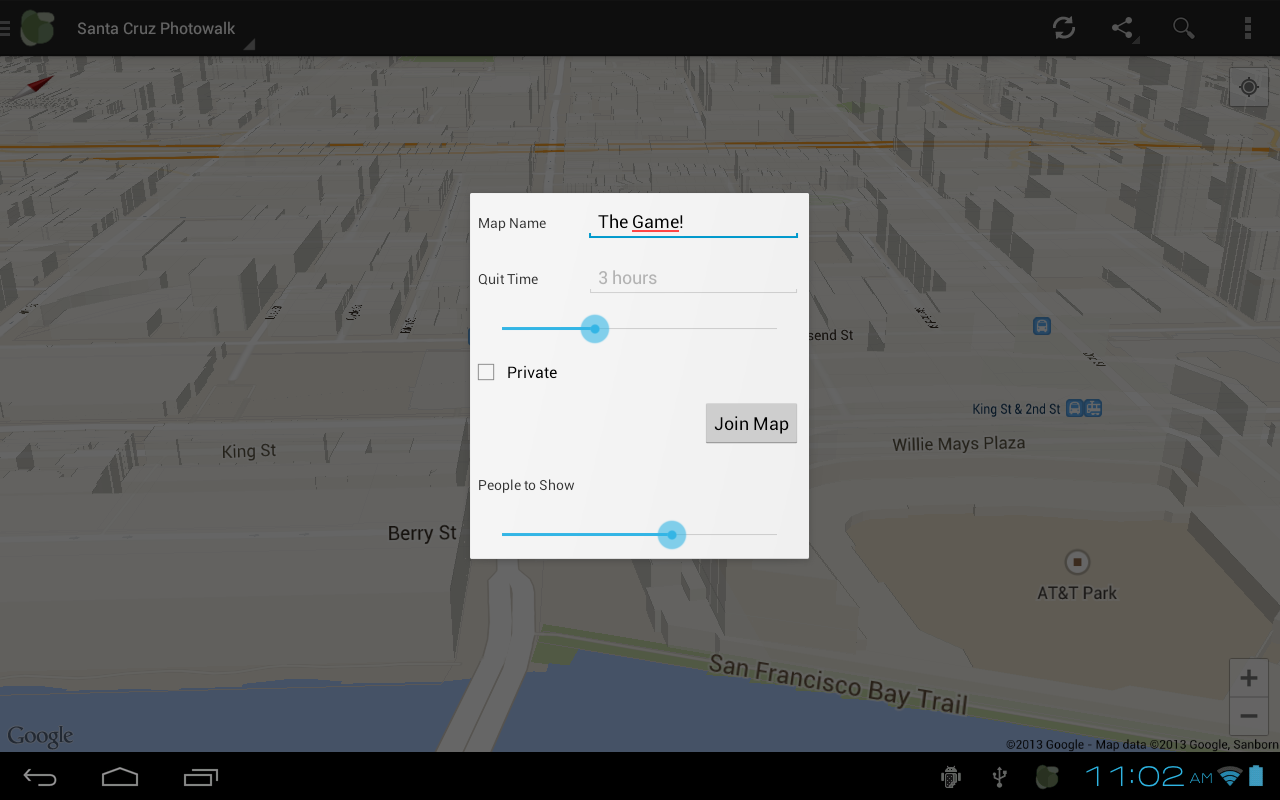 Santa Cruz Photowalk
Map Name
The Game!
Quit Time
3 hours
send St
Private
King St & 2nd St
Join Map
King St
Willie Mays Plaza
People to Show
Berry St
AT&T Park
San Francisco Bay Trail
Google
©2013 Google - Map data ©2013 Google, Sanborn
11:02 AM